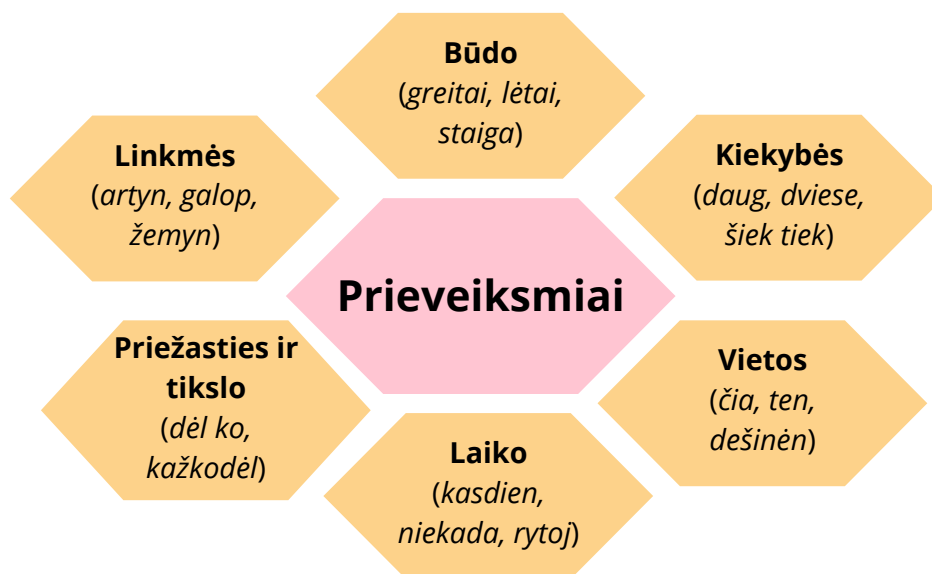 Būdo
(greitai, lėtai,
staiga)
Linkmės
(artyn, galop,
žemyn)
Kiekybės
(daug, dviese,
šiek tiek)
Prieveiksmiai
Priežasties ir
tikslo
(dėl ko,
kažkodėl)
Vietos
(čia, ten,
dešinėn)
Laiko
(kasdien,
niekada, rytoj)